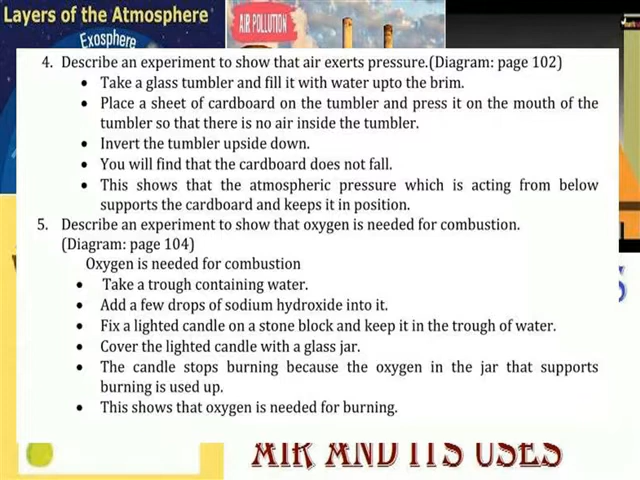 Layers of the Atmosphere
Exosphere
AIR POLLUTION
4. Describe an experiment to show that air exerts pressure.(Diagram: page 102)
• Take a glass tumbler and fill it with water upto the brim.
• Place a sheet of cardboard on the tumbler and press it on the mouth of the
tumbler so that there is no air inside the tumbler.
• Invert the tumbler upside down.
• You will find that the cardboard does not fall.
• This shows that the atmospheric pressure which is acting from below
supports the cardboard and keeps it in position.
5. Describe an experiment to show that oxygen is needed for combustion.
(Diagram: page 104)
Oxygen is needed for combustion
• Take a trough containing water.
• Add a few drops of sodium hydroxide into it.
• Fix a lighted candle on a stone block and keep it in the trough of water.
• Cover the lighted candle with a glass jar.
• The candle stops burning because the oxygen in the jar that supports
burning is used up.
• This shows that oxygen is needed for burning.
AIR AND ITS USES